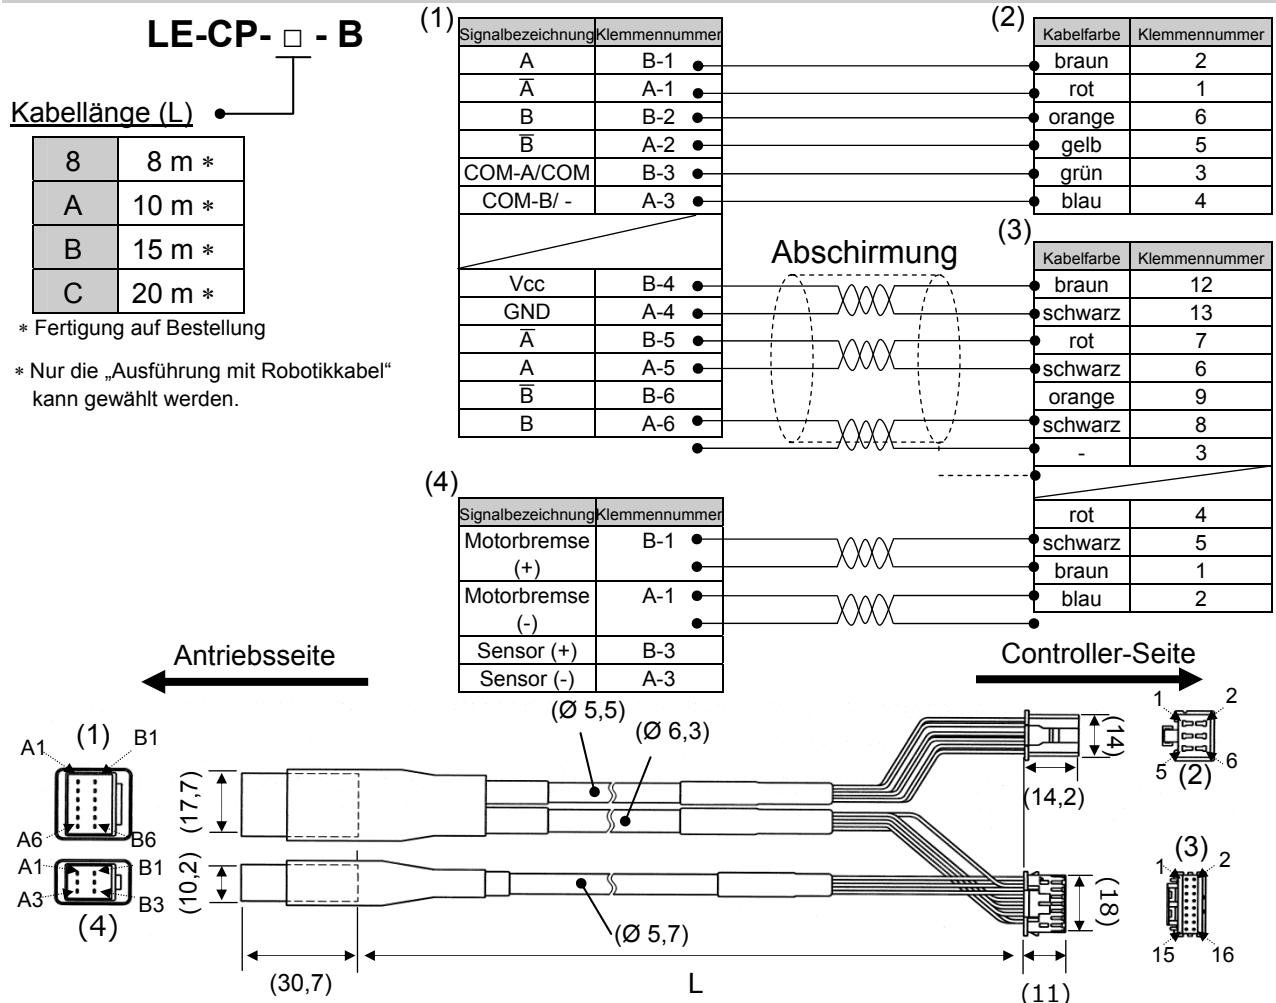 LE-CP- □ - B
Kabellänge (L)
8 8 m *
A 10 m *
B 15 m *
C 20 m *
* Fertigung auf Bestellung
* Nur die „Ausführung mit Robotikkabel“
kann gewählt werden.
(1)
Signalbezeichnung Klemmennummer
A B-1
A̅ A-1
B B-2
B̅ A-2
COM-A/COM B-3
COM-B/ - A-3
Vcc B-4
GND A-4
A̅ B-5
A A-5
B̅ B-6
B A-6
Abschirmung
(2)
Kabelfarbe Klemmennummer
braun 2
rot 1
orange 6
gelb 5
grün 3
blau 4
(3)
Kabelfarbe Klemmennummer
braun 12
schwarz 13
rot 7
schwarz 6
orange 9
schwarz 8
- 3
rot 4
schwarz 5
braun 1
blau 2
(4)
Signalbezeichnung Klemmennummer
Motorbremse B-1
(+)
Motorbremse A-1
(-)
Sensor (+) B-3
Sensor (-) A-3
Antriebsseite
Controller-Seite
(1)
A1 B1
A6 B6
A1 B1
A3 B3
(4)
(17,7)
(10,2)
(30,7)
(Ø 5,5)
(Ø 6,3)
(Ø 5,7)
L
(14)
(14,2)
(18)
(11)
1 2
5 6
(2)
(3)
1 2
15 16